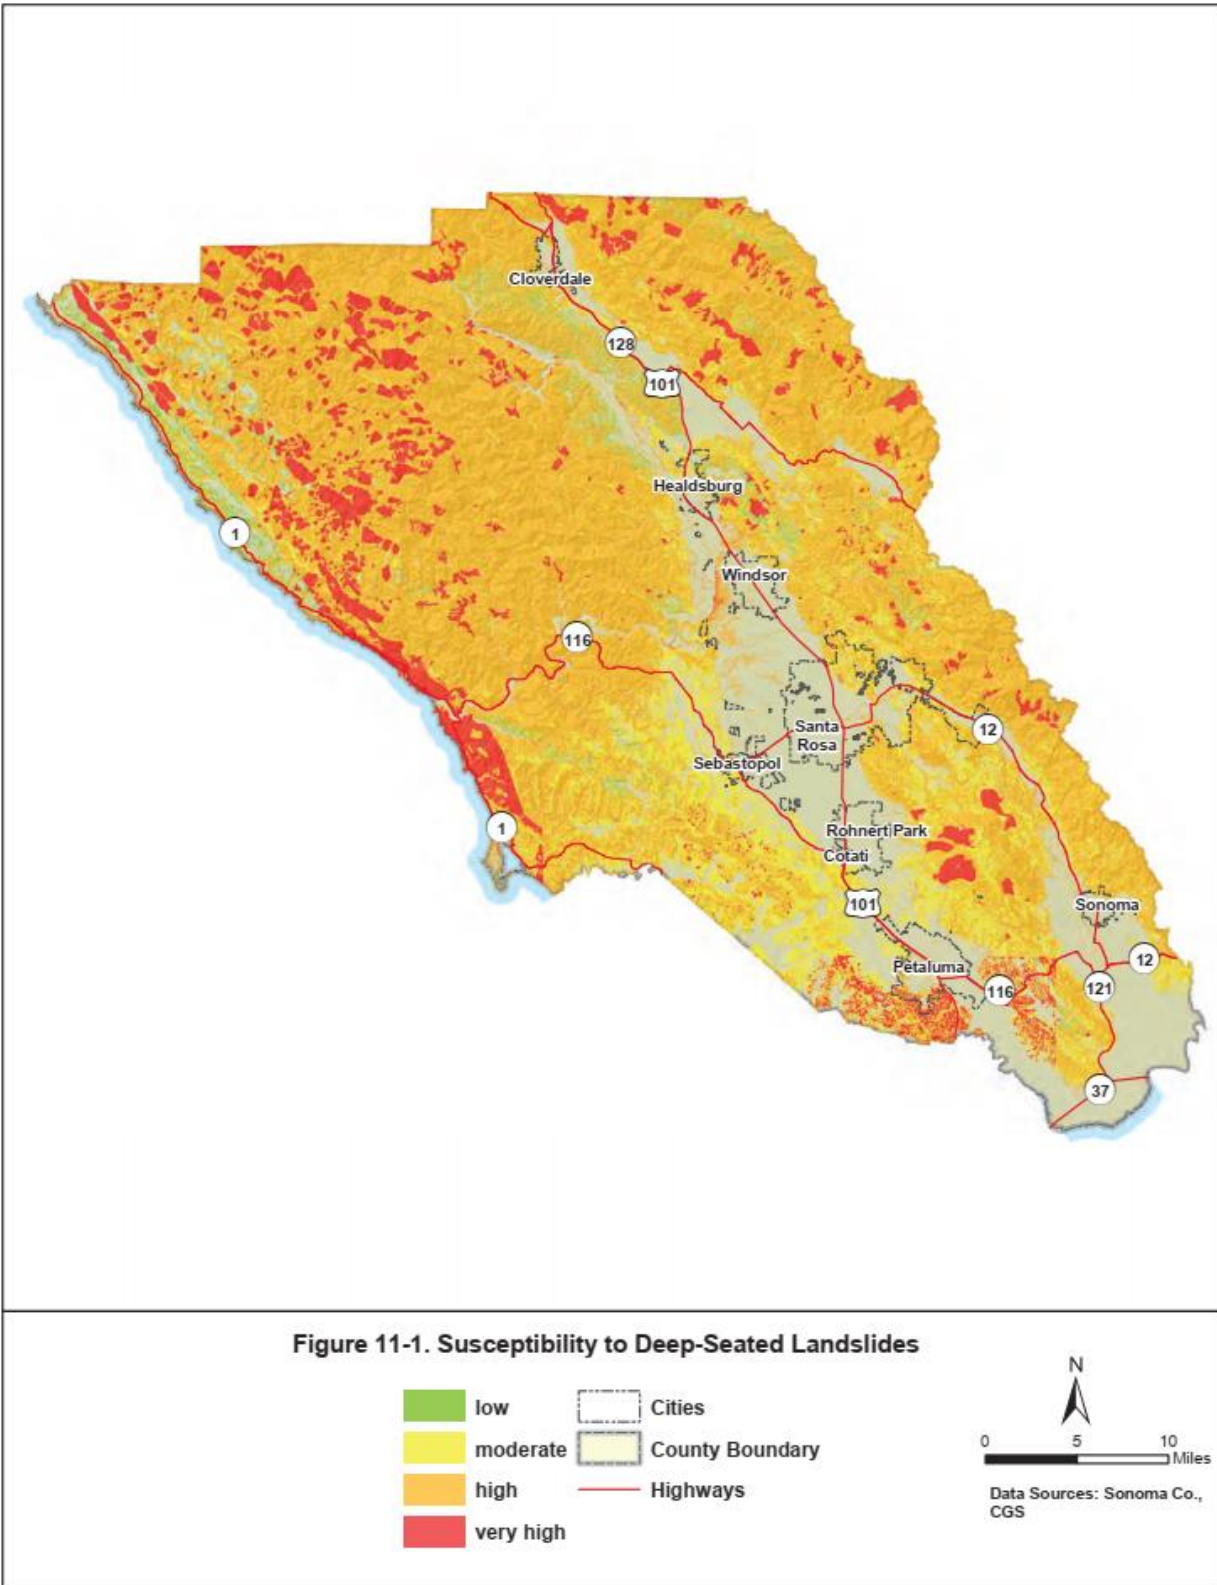 Cloverdale
128
101
Healdsburg
1
Windsor
116
12
Santa
Rosa
Sebastopol
1
Rohnert Park
Cotati
101
Sonoma
12
Petaluma
116
121
37
Figure 11-1. Susceptibility to Deep-Seated Landslides
low
Cities
moderate
County Boundary
high
Highways
very high
N
0 5 10
Miles
Data Sources: Sonoma Co.,
CGS